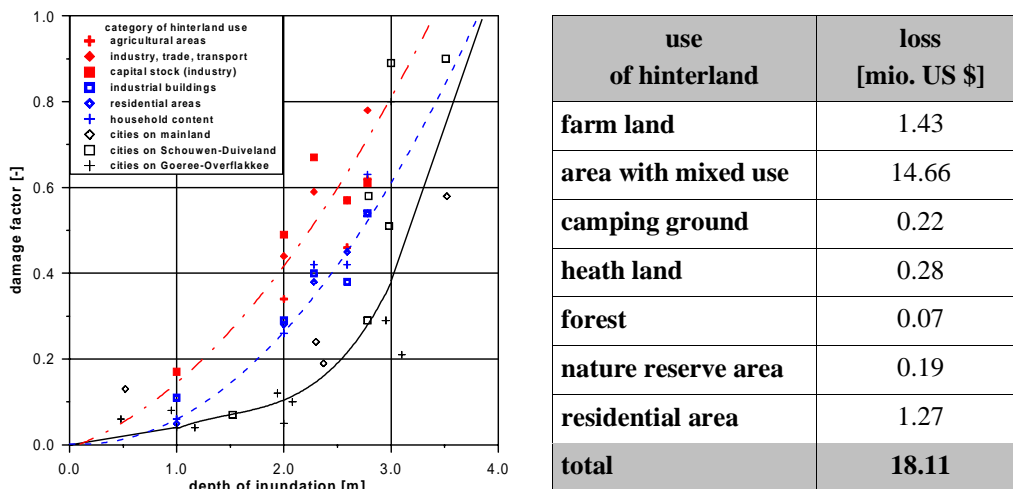 1.0
0.8
0.6
0.4
0.2
0.0
damage factor [-]
category of hinterland use
agricultural areas
industry, trade, transport
capital stock (industry)
industrial buildings
residential areas
household content
cities on mainland
cities on Schouwen-Duiveland
cities on Goeree-Overflakkee
0.0 1.0 2.0 3.0 4.0
depth of inundation [m]
use loss
of hinterland [mio. US $]
farm land 1.43
area with mixed use 14.66
camping ground 0.22
heath land 0.28
forest 0.07
nature reserve area 0.19
residential area 1.27
total 18.11